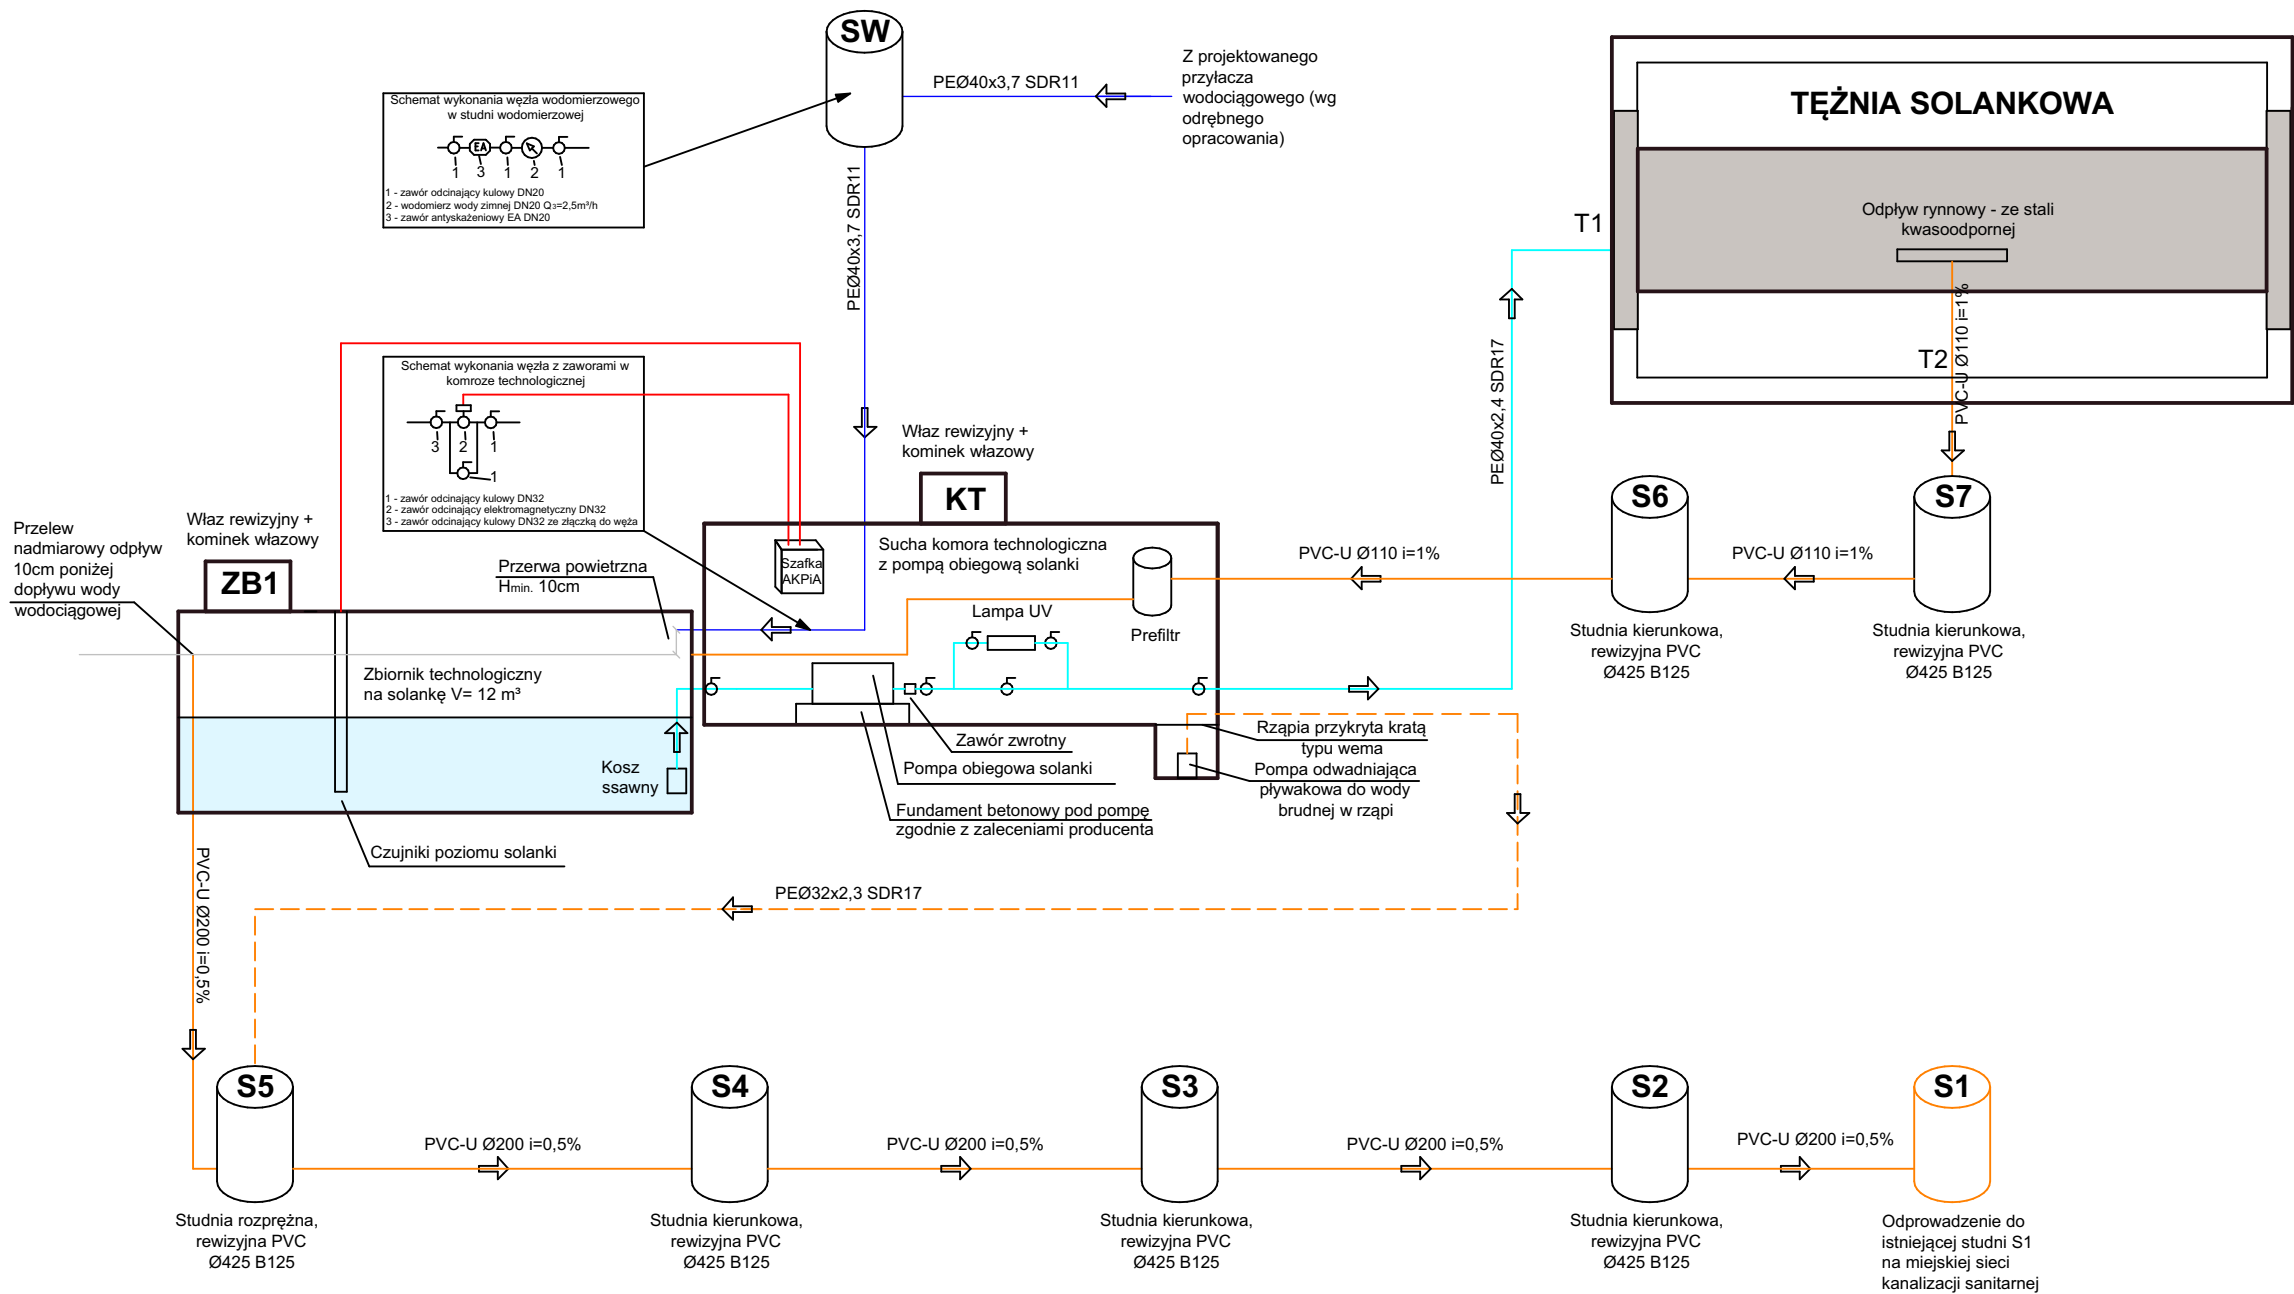 SW
PEØ40x3,7 SDR11
Z projektowanego
przyłacza
wodociągowego (wg
odrębnego
opracowania)
Schemat wykonania węzła wodomierzowego
w studni wodomierzowej
EA
1 3 1 2 1
1 - zawór odcinający kulowy DN20
2 - wodomierz wody zimnej DN20 Q3=2,5m³/h
3 - zawór antyskażeniowy EA DN20
PEØ40x3,7 SDR11
TĘŻNIA SOLANKOWA
Odpływ rynnowy - ze stali
kwasoodpornej
T1
T2
PVC-U Ø110 i=1%
PEØ40x2,4 SDR17
Schemat wykonania węzła z zaworami w
komroze technologicznej
3 2 1
1
1 - zawór odcinający kulowy DN32
2 - zawór odcinający elektromagnetyczny DN32
3 - zawór odcinający kulowy DN32 ze złączką do węża
Właz rewizyjny +
kominek włazowy
KT
Sucha komora technologiczna
z pompą obiegową solanki
Szafka
AKPiA
Lampa UV
Prefiltr
PVC-U Ø110 i=1%
S6
Studnia kierunkowa,
rewizyjna PVC
Ø425 B125
PVC-U Ø110 i=1%
S7
Studnia kierunkowa,
rewizyjna PVC
Ø425 B125
Przelew
nadmiarowy odpływ
10cm poniżej
dopływu wody
wodociągowej
Właz rewizyjny +
kominek włazowy
ZB1
Przerwa powietrzna
Hmin. 10cm
Zbiornik technologiczny
na solankę V= 12 m³
Kosz
ssawny
Czujniki poziomu solanki
Zawór zwrotny
Pompa obiegowa solanki
Fundament betonowy pod pompę
zgodnie z zaleceniami producenta
Rząpia przykryta kratą
typu wema
Pompa odwadniająca
pływakowa do wody
brudnej w rząpi
PEØ32x2,3 SDR17
PVC-U Ø200 i=0,5%
S5
Studnia rozprężna,
rewizyjna PVC
Ø425 B125
PVC-U Ø200 i=0,5%
S4
Studnia kierunkowa,
rewizyjna PVC
Ø425 B125
PVC-U Ø200 i=0,5%
S3
Studnia kierunkowa,
rewizyjna PVC
Ø425 B125
PVC-U Ø200 i=0,5%
S2
Studnia kierunkowa,
rewizyjna PVC
Ø425 B125
PVC-U Ø200 i=0,5%
S1
Odprowadzenie do
istniejącej studni S1
na miejskiej sieci
kanalizacji sanitarnej